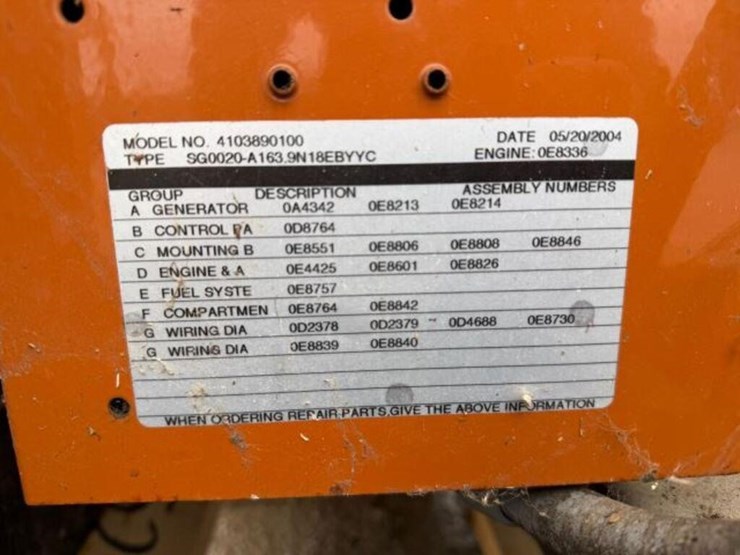 MODEL NO. 4103890100 DATE 05/20/2004
TYPE SG0020-A163.9N18EBYYC ENGINE: 0E8336
GROUP DESCRIPTION ASSEMBLY NUMBERS
A GENERATOR 0A4342 0E8213 0E8214
B CONTROL PA 0D8764
C MOUNTING B 0E8551 0E8806 0E8808 0E8846
D ENGINE & A 0E4425 0E8601 0E8826
E FUEL SYSTE 0E8757
F COMPARTMEN 0E8764 0E8842
G WIRING DIA 0D2378 0D2379 0D4688 0E8730
G WIRING DIA 0E8839 0E8840
WHEN ORDERING REPAIR PARTS,GIVE THE ABOVE INFORMATION